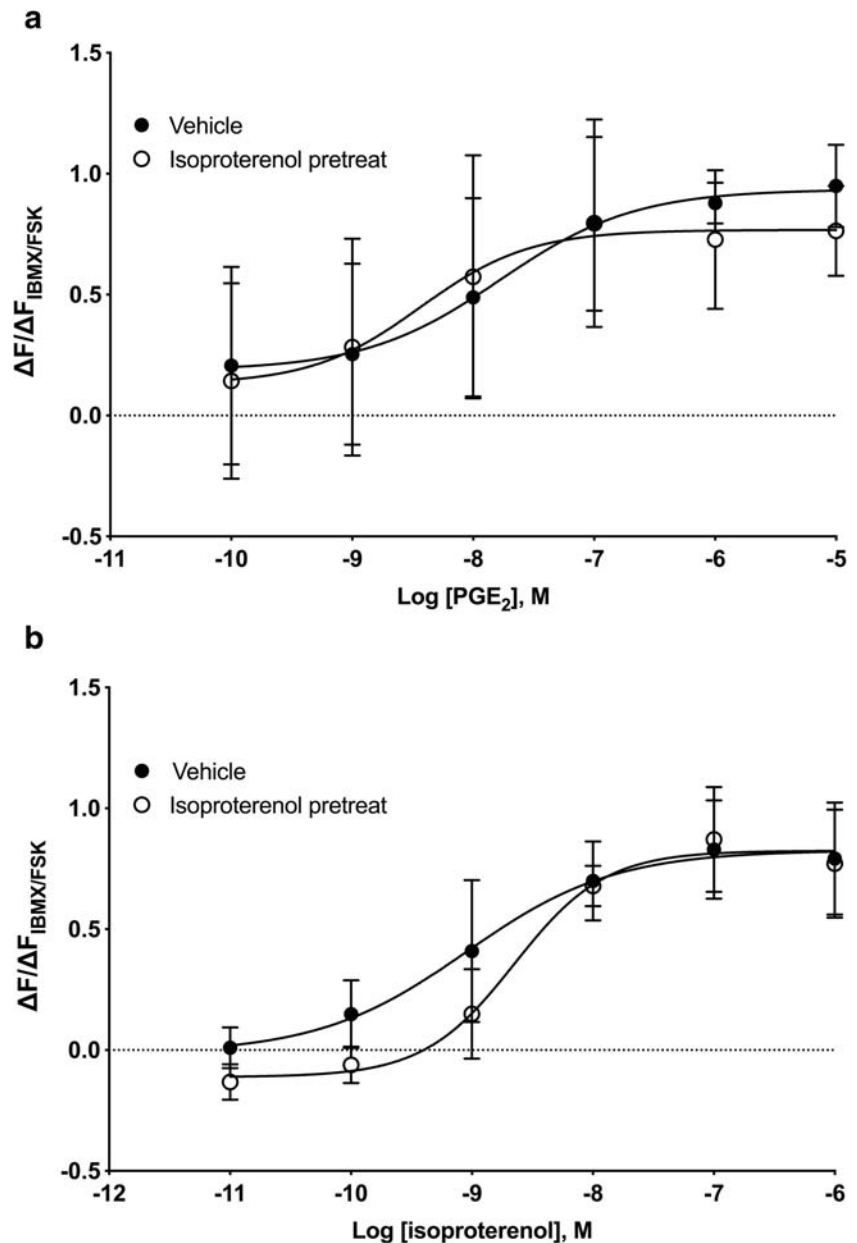 a
1.5
Vehicle
Isoproterenol pretreat
1.0
0.5
0.0
-0.5
ΔF/ΔF_IBMX/FSK
-11 -10 -9 -8 -7 -6 -5
Log [PGE₂], M
b
1.5
Vehicle
Isoproterenol pretreat
1.0
0.5
0.0
-0.5
ΔF/ΔF_IBMX/FSK
-12 -11 -10 -9 -8 -7 -6
Log [isoproterenol], M